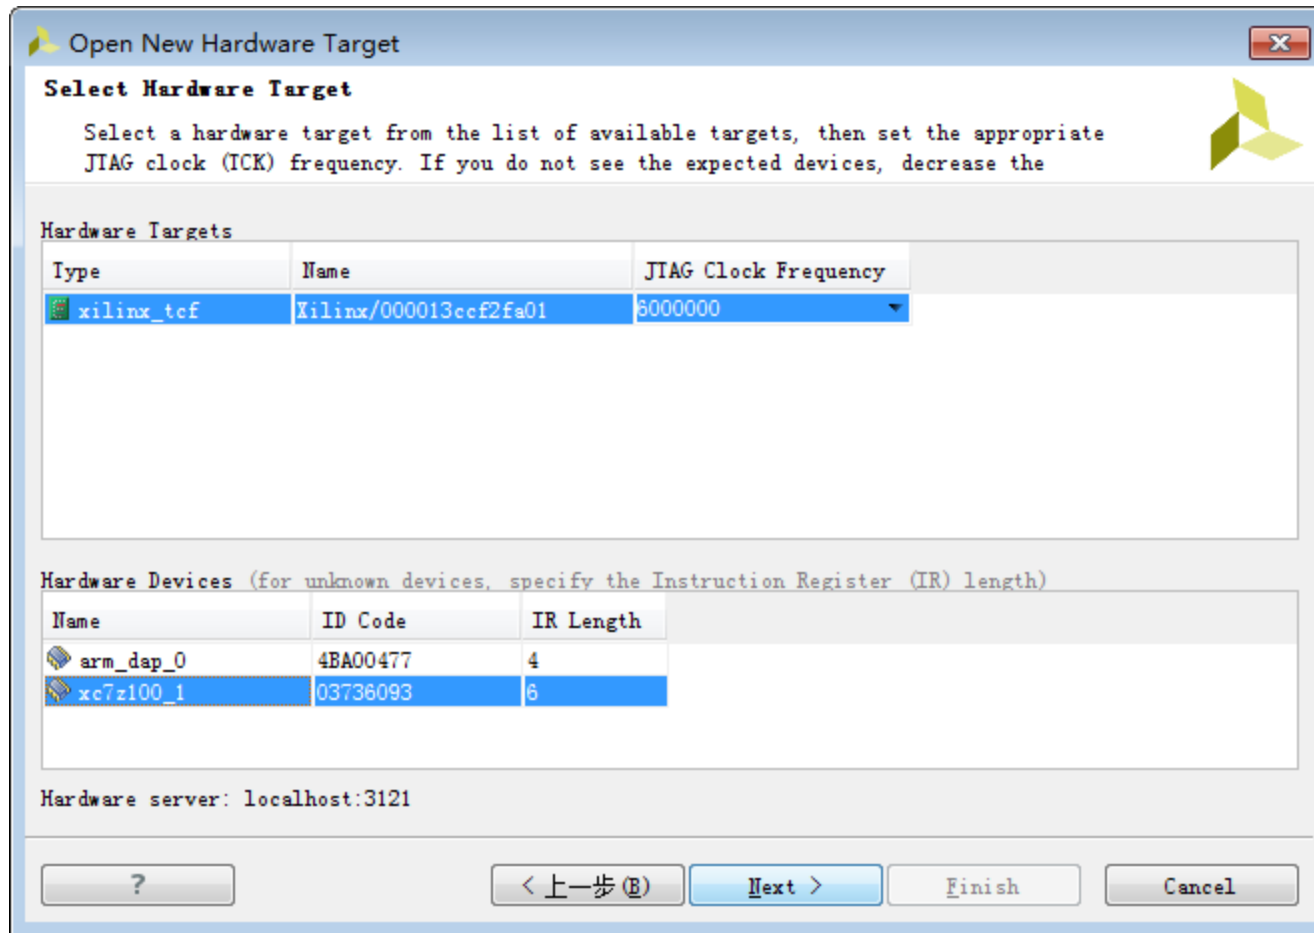 Open New Hardware Target
Select Hardware Target
Select a hardware target from the list of available targets, then set the appropriate
JTAG clock (TCK) frequency. If you do not see the expected devices, decrease the
Hardware Targets
Type Name JTAG Clock Frequency
xilinx_tcf Xilinx/000013ccf2fa01 6000000
Hardware Devices (for unknown devices, specify the Instruction Register (IR) length)
Name ID Code IR Length
arm_dap_0 4BA00477 4
xc7z100_1 03736093 6
Hardware server: localhost:3121
? < 上一步(B) Next > Finish Cancel